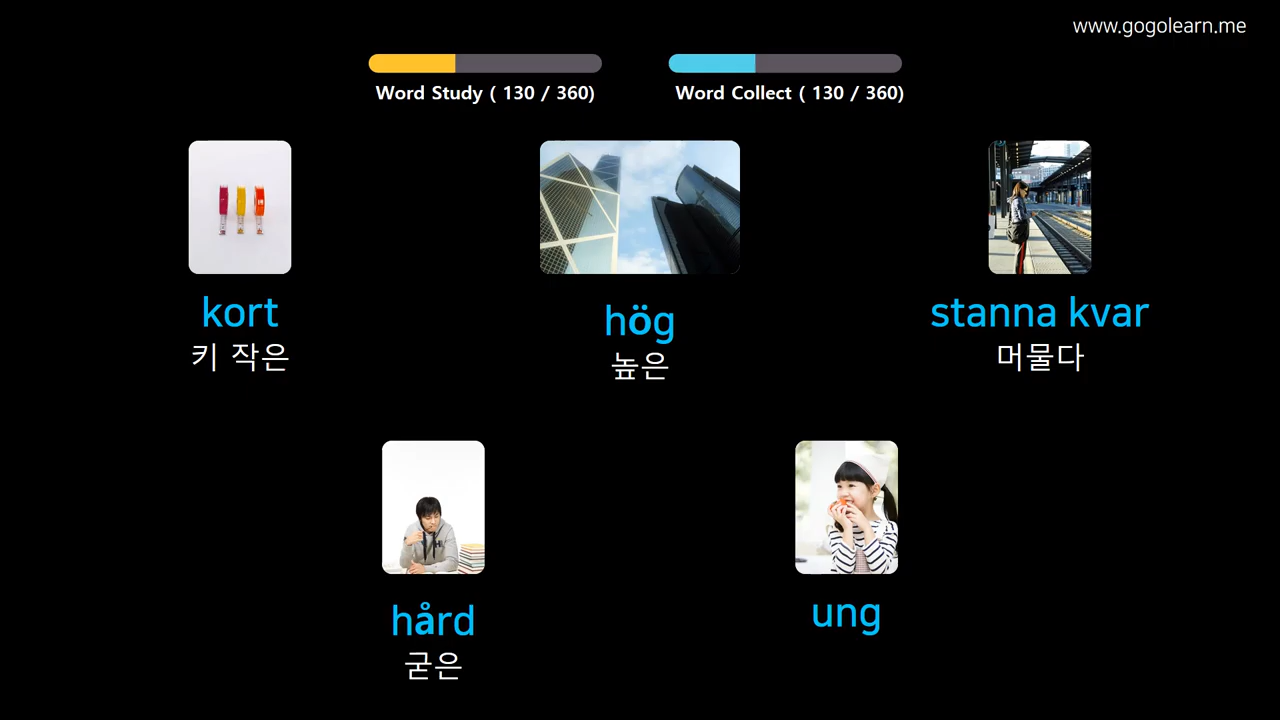 www.gogolearn.me
Word Study ( 130 / 360)
Word Collect ( 130 / 360)
kort
키 작은
hög
높은
stanna kvar
머물다
hård
굳은
ung